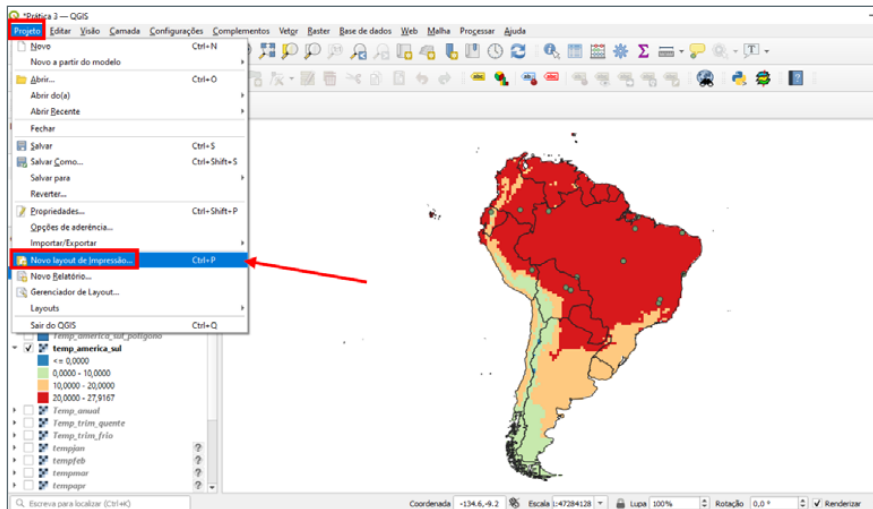 *Prática 3 — QGIS
Projeto Editar Visão Camada Configurações Complementos Vetor Raster Base de dados Web Malha Processar Ajuda
Novo Ctrl+N
Novo a partir do modelo
Abrir... Ctrl+O
Abrir do(a)
Abrir Recente
Fechar
Salvar Ctrl+S
Salvar Como... Ctrl+Shift+S
Salvar para
Reverter...
Propriedades... Ctrl+Shift+P
Opções de aderência...
Importar/Exportar
Novo layout de Impressão... Ctrl+P
Novo Relatório...
Gerenciador de Layout...
Layouts
Sair do QGIS Ctrl+Q
Temp_america_sul_poligono
temp_america_sul
<= 0,0000
0,0000 - 10,0000
10,0000 - 20,0000
20,0000 - 27,9167
Temp_anual
Temp_trim_quente
Temp_trim_frio
tempjan ?
tempfeb ?
tempmar ?
tempapr ?
Escreva para localizar (Ctrl+K) Coordenada -134.6,-9.2 Escala 1:47284128 Lupa 100% Rotação 0,0 ° Renderizar